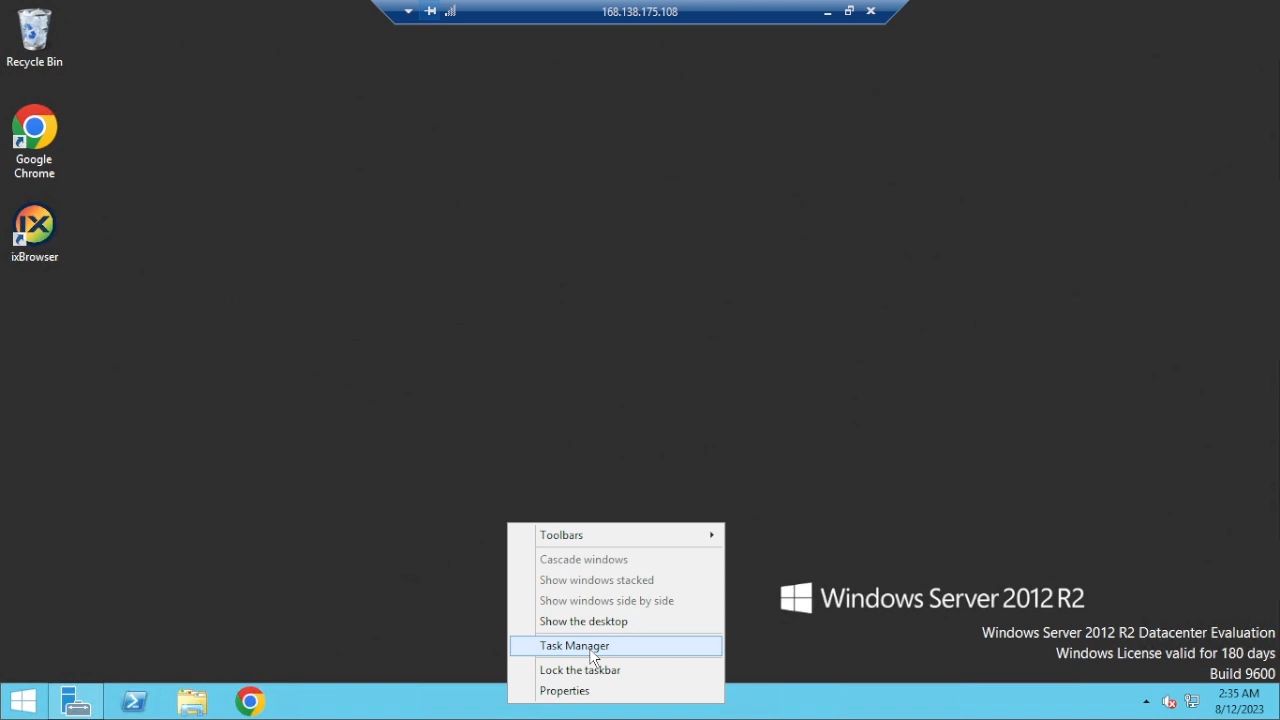 168.138.175.108
Recycle Bin
Google
Chrome
IX
ixBrowser
Toolbars
Cascade windows
Show windows stacked
Show windows side by side
Show the desktop
Task Manager
Lock the taskbar
Properties
Windows Server 2012 R2
Windows Server 2012 R2 Datacenter Evaluation
Windows License valid for 180 days
Build 9600
2:35 AM
8/12/2023